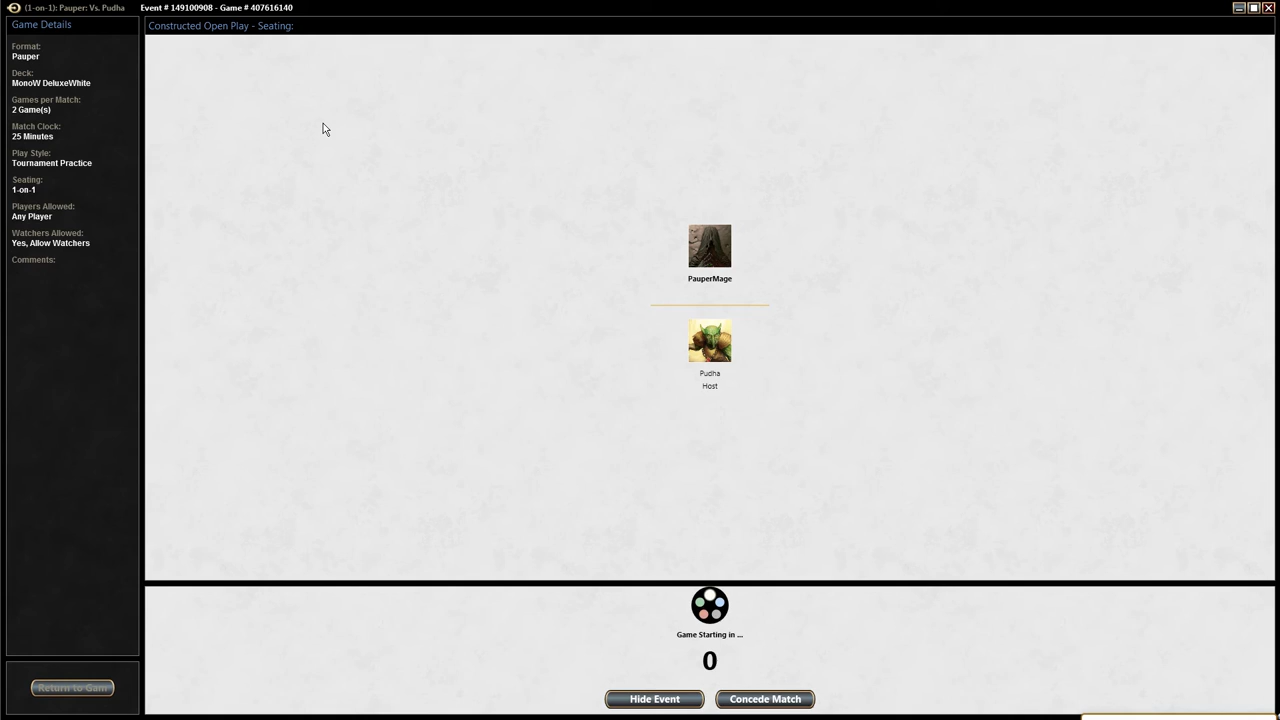 (1-on-1): Pauper: Vs. Pudha Event # 149100908 - Game # 407616140
Game Details
Format:
Pauper
Deck:
MonoW DeluxeWhite
Games per Match:
2 Game(s)
Match Clock:
25 Minutes
Play Style:
Tournament Practice
Seating:
1-on-1
Players Allowed:
Any Player
Watchers Allowed:
Yes, Allow Watchers
Comments:
Return to Gam
Constructed Open Play - Seating:
PauperMage
Pudha
Host
Game Starting in ...
0
Hide Event
Concede Match